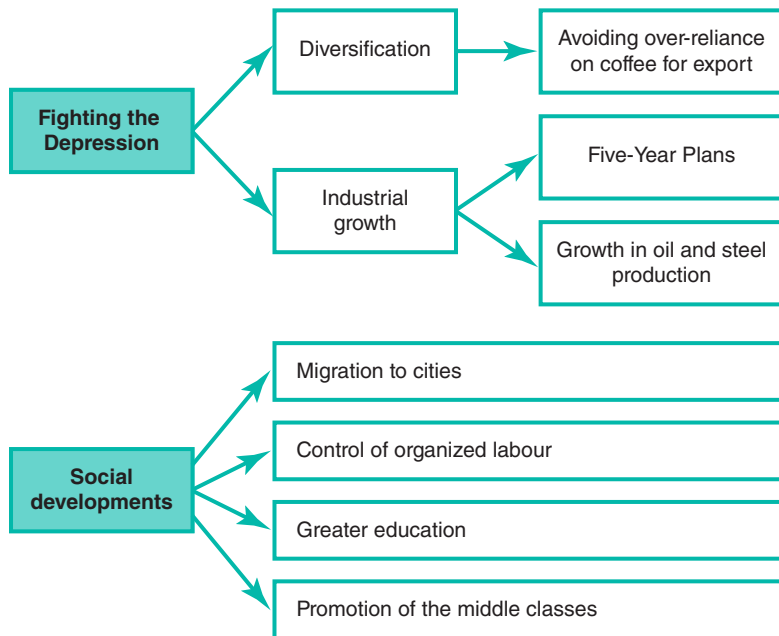 Fighting the
Depression
Diversification
Avoiding over-reliance
on coffee for export
Industrial
growth
Five-Year Plans
Growth in oil and steel
production
Social
developments
Migration to cities
Control of organized labour
Greater education
Promotion of the middle classes